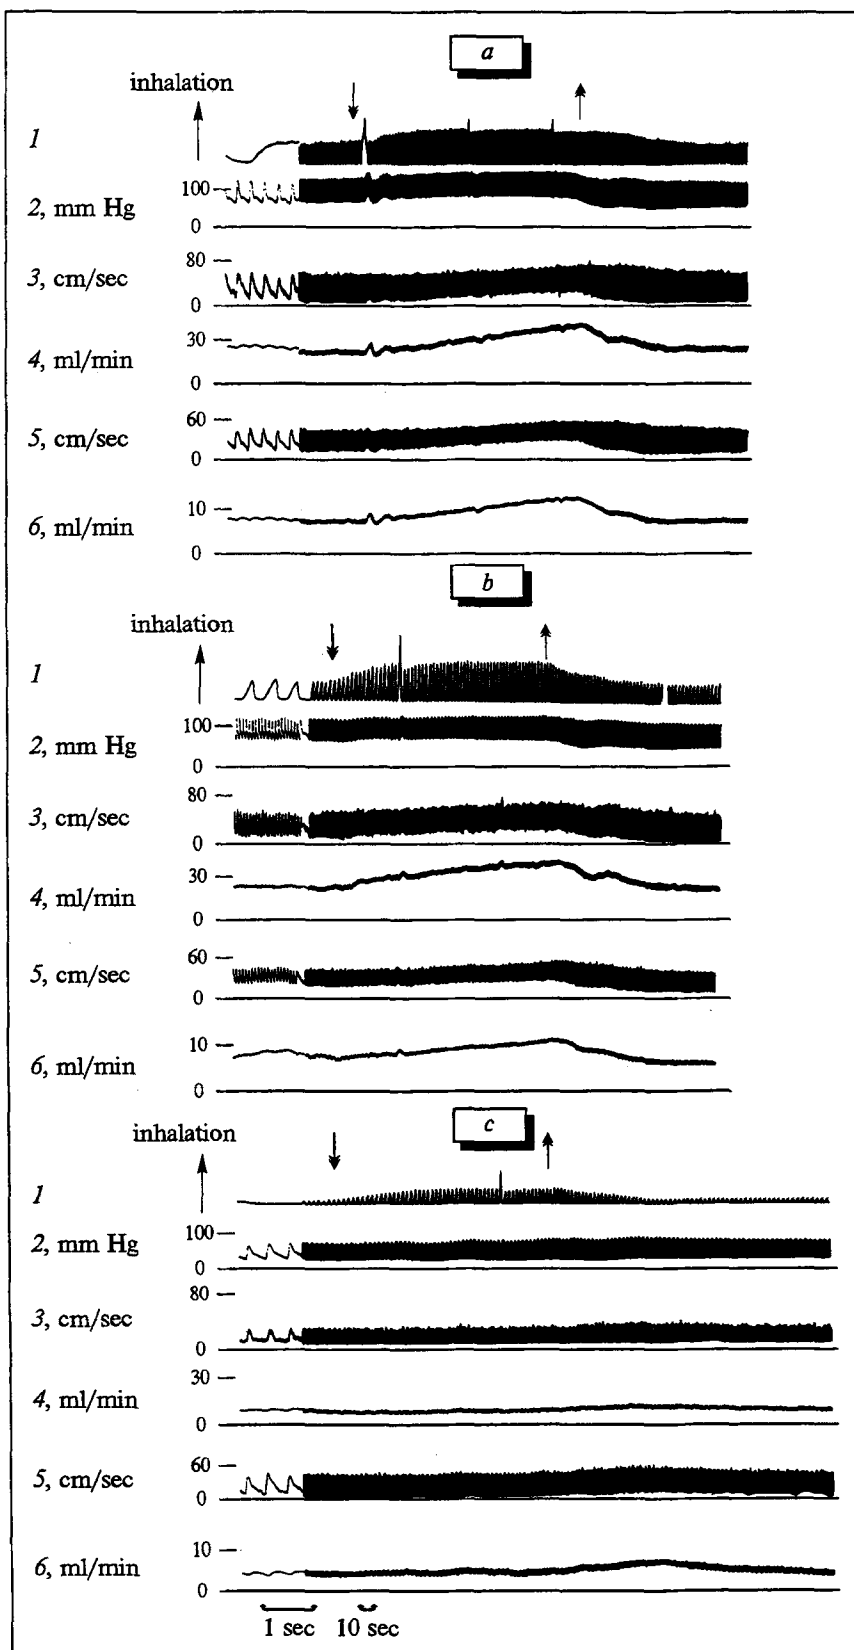 a
inhalation
1
100
2, mm Hg
0
80
3, cm/sec
0
30
4, ml/min
0
60
5, cm/sec
0
10
6, ml/min
0
b
inhalation
1
100
2, mm Hg
0
80
3, cm/sec
0
30
4, ml/min
0
60
5, cm/sec
0
10
6, ml/min
0
c
inhalation
1
100
2, mm Hg
0
80
3, cm/sec
0
30
4, ml/min
0
60
5, cm/sec
0
10
6, ml/min
0
1 sec 10 sec